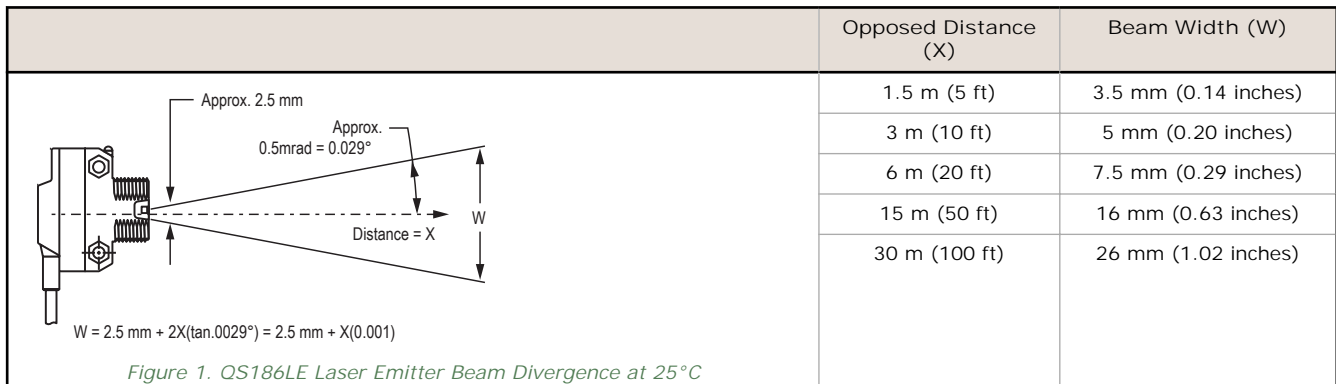 Opposed Distance
(X)
Beam Width (W)
Approx. 2.5 mm
Approx.
0.5mrad = 0.029°
W
Distance = X
W = 2.5 mm + 2X(tan.0029°) = 2.5 mm + X(0.001)
Figure 1. QS186LE Laser Emitter Beam Divergence at 25°C
1.5 m (5 ft) 3.5 mm (0.14 inches)
3 m (10 ft) 5 mm (0.20 inches)
6 m (20 ft) 7.5 mm (0.29 inches)
15 m (50 ft) 16 mm (0.63 inches)
30 m (100 ft) 26 mm (1.02 inches)